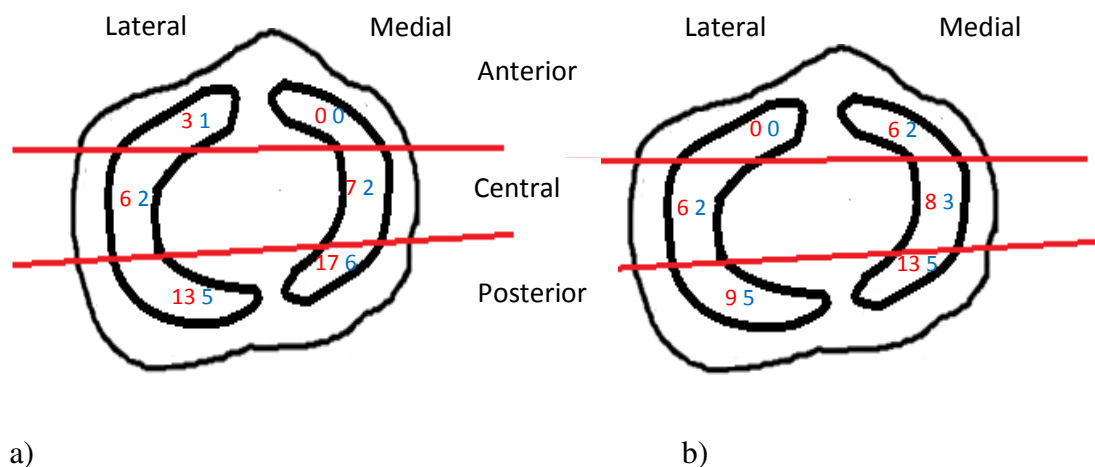 Lateral Medial Lateral Medial
Anterior
3 1 0 0 0 0 6 2
Central
6 2 7 2 6 2 8 3
17 6 13 5
13 5 9 5
Posterior
a) b)